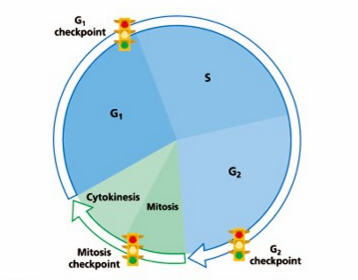 G₁
checkpoint
S
G₁
G₂
Cytokinesis
Mitosis
Mitosis
checkpoint
G₂
checkpoint